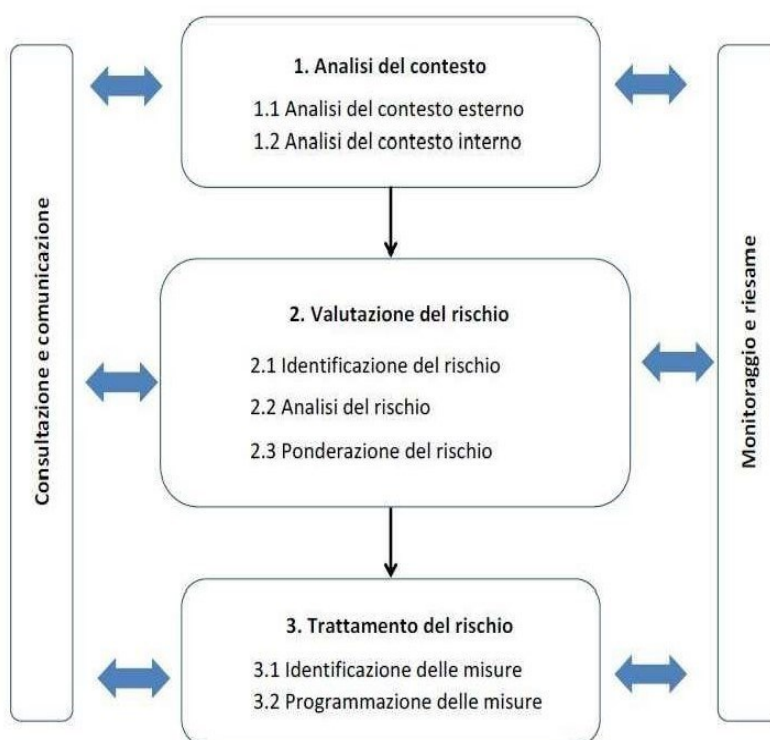 1. Analisi del contesto
1.1 Analisi del contesto esterno
1.2 Analisi del contesto interno
Consultazione e comunicazione
2. Valutazione del rischio
2.1 Identificazione del rischio
2.2 Analisi del rischio
2.3 Ponderazione del rischio
Monitoraggio e riesame
3. Trattamento del rischio
3.1 Identificazione delle misure
3.2 Programmazione delle misure